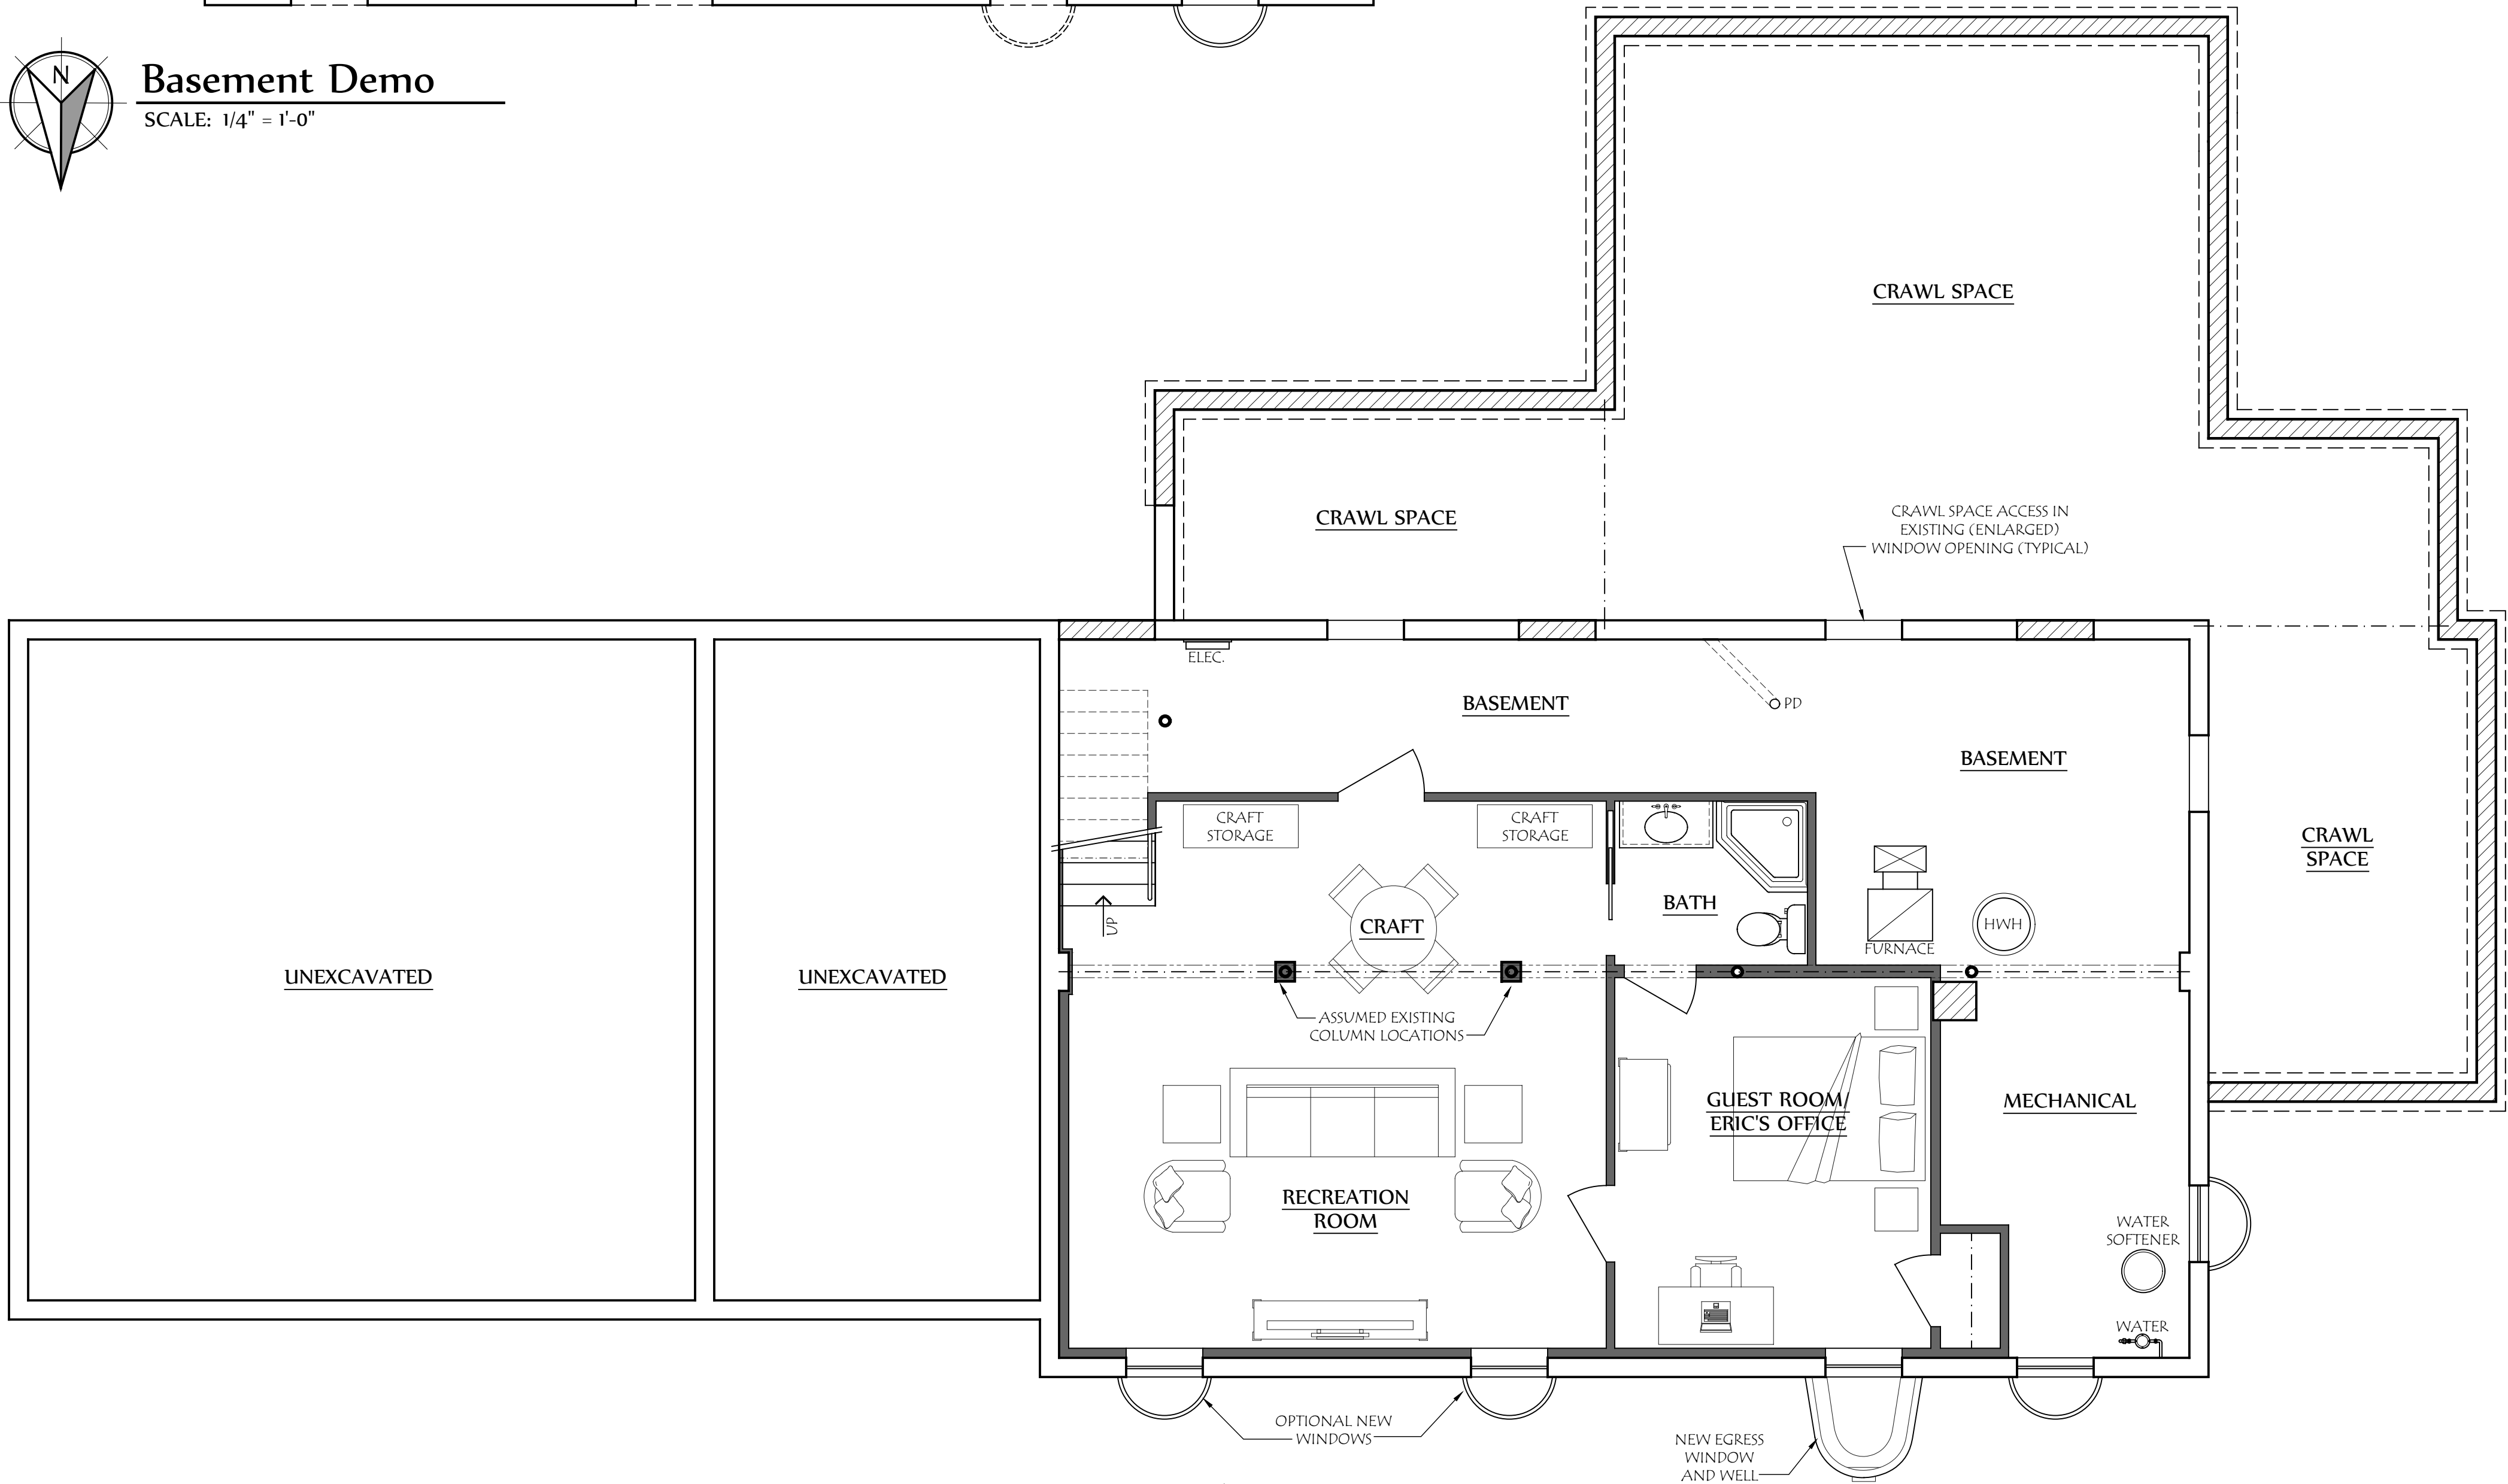 N
Basement Demo
SCALE: 1/4" = 1'-0"
CRAWL SPACE
CRAWL SPACE
CRAWL SPACE ACCESS IN
EXISTING (ENLARGED)
WINDOW OPENING (TYPICAL)
ELEC.
BASEMENT
PD
BASEMENT
CRAFT
STORAGE
CRAFT
STORAGE
CRAWL
SPACE
BATH
CRAFT
UP
HWH
FURNACE
UNEXCAVATED
UNEXCAVATED
ASSUMED EXISTING
COLUMN LOCATIONS
GUEST ROOM/
ERIC'S OFFICE
MECHANICAL
RECREATION
ROOM
WATER
SOFTENER
WATER
OPTIONAL NEW
WINDOWS
NEW EGRESS
WINDOW
AND WELL